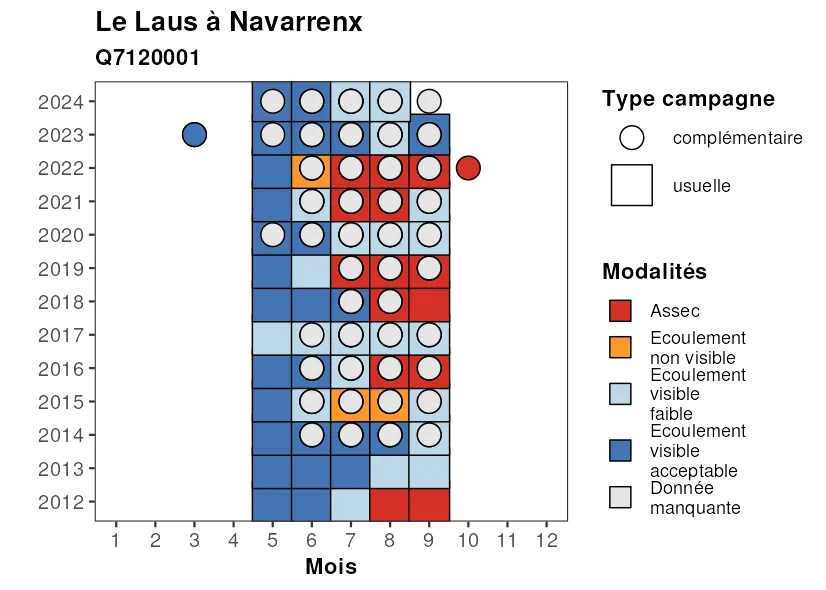 Le Laus à Navarrenx
Q7120001
2024
2023
2022
2021
2020
2019
2018
2017
2016
2015
2014
2013
2012
1 2 3 4 5 6 7 8 9 10 11 12
Mois
Type campagne
complémentaire
usuelle
Modalités
Assec
Ecoulement
non visible
Ecoulement
visible
faible
Ecoulement
visible
acceptable
Donnée
manquante